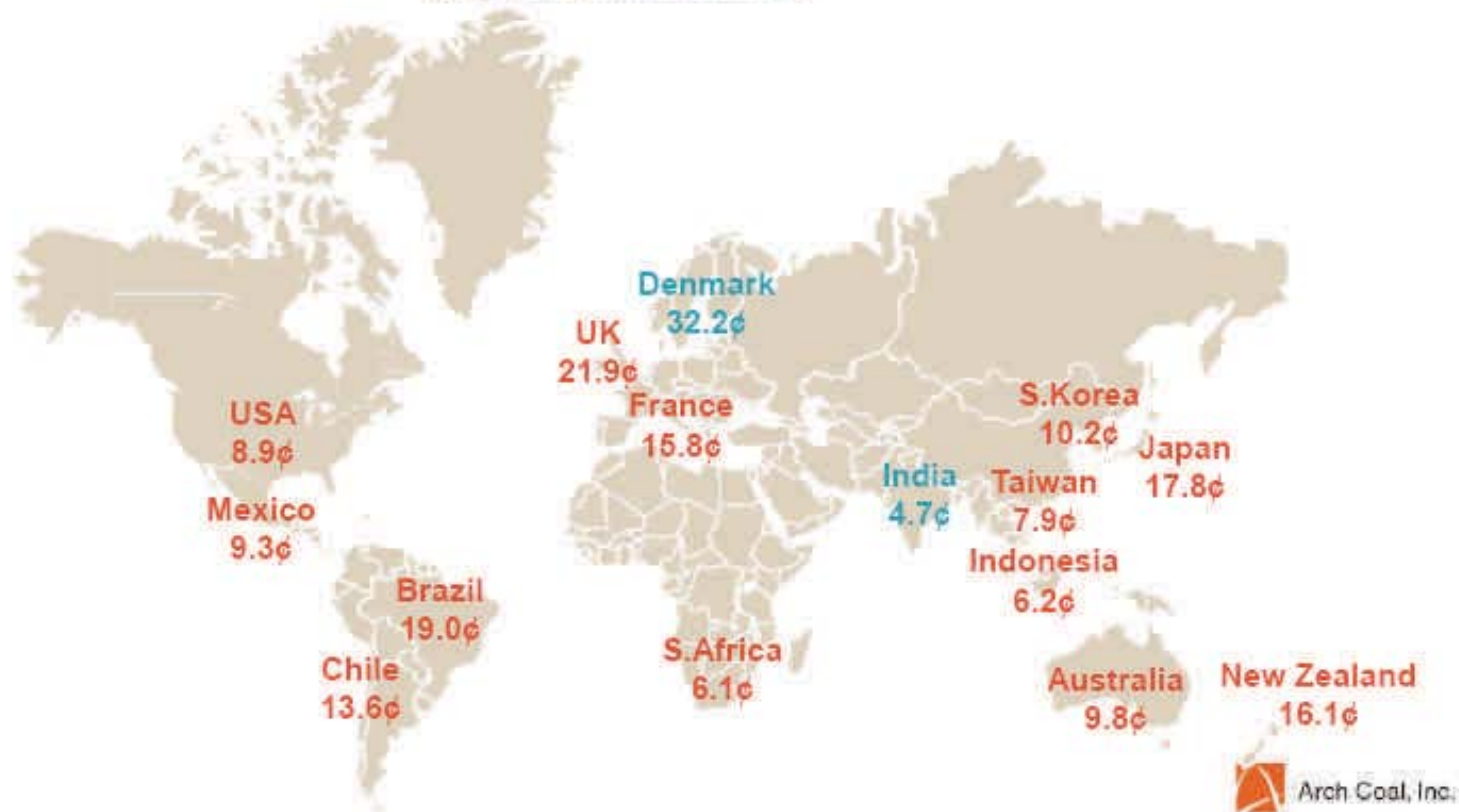 Denmark
32.2¢
UK
21.9¢
France
15.8¢
USA
8.9¢
S.Korea
10.2¢
Japan
17.8¢
India
4.7¢
Taiwan
7.9¢
Mexico
9.3¢
Indonesia
6.2¢
Brazil
19.0¢
S.Africa
6.1¢
Chile
13.6¢
Australia
9.8¢
New Zealand
16.1¢
Arch Coal, Inc.